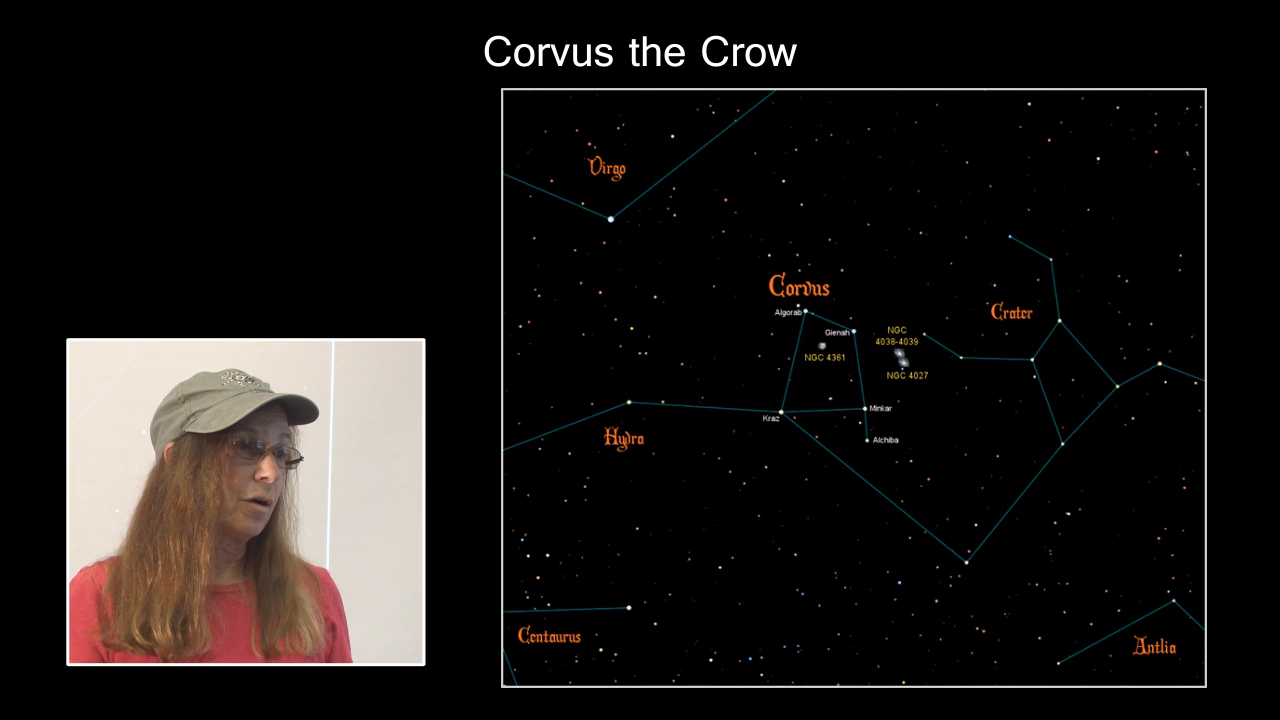 Corvus the Crow
Virgo
Corvus
Algorab
Gienah
NGC
4038-4039
NGC 4361
NGC 4027
Crater
Kraz
Minkar
Alchiba
Hydra
Centaurus
Antlia